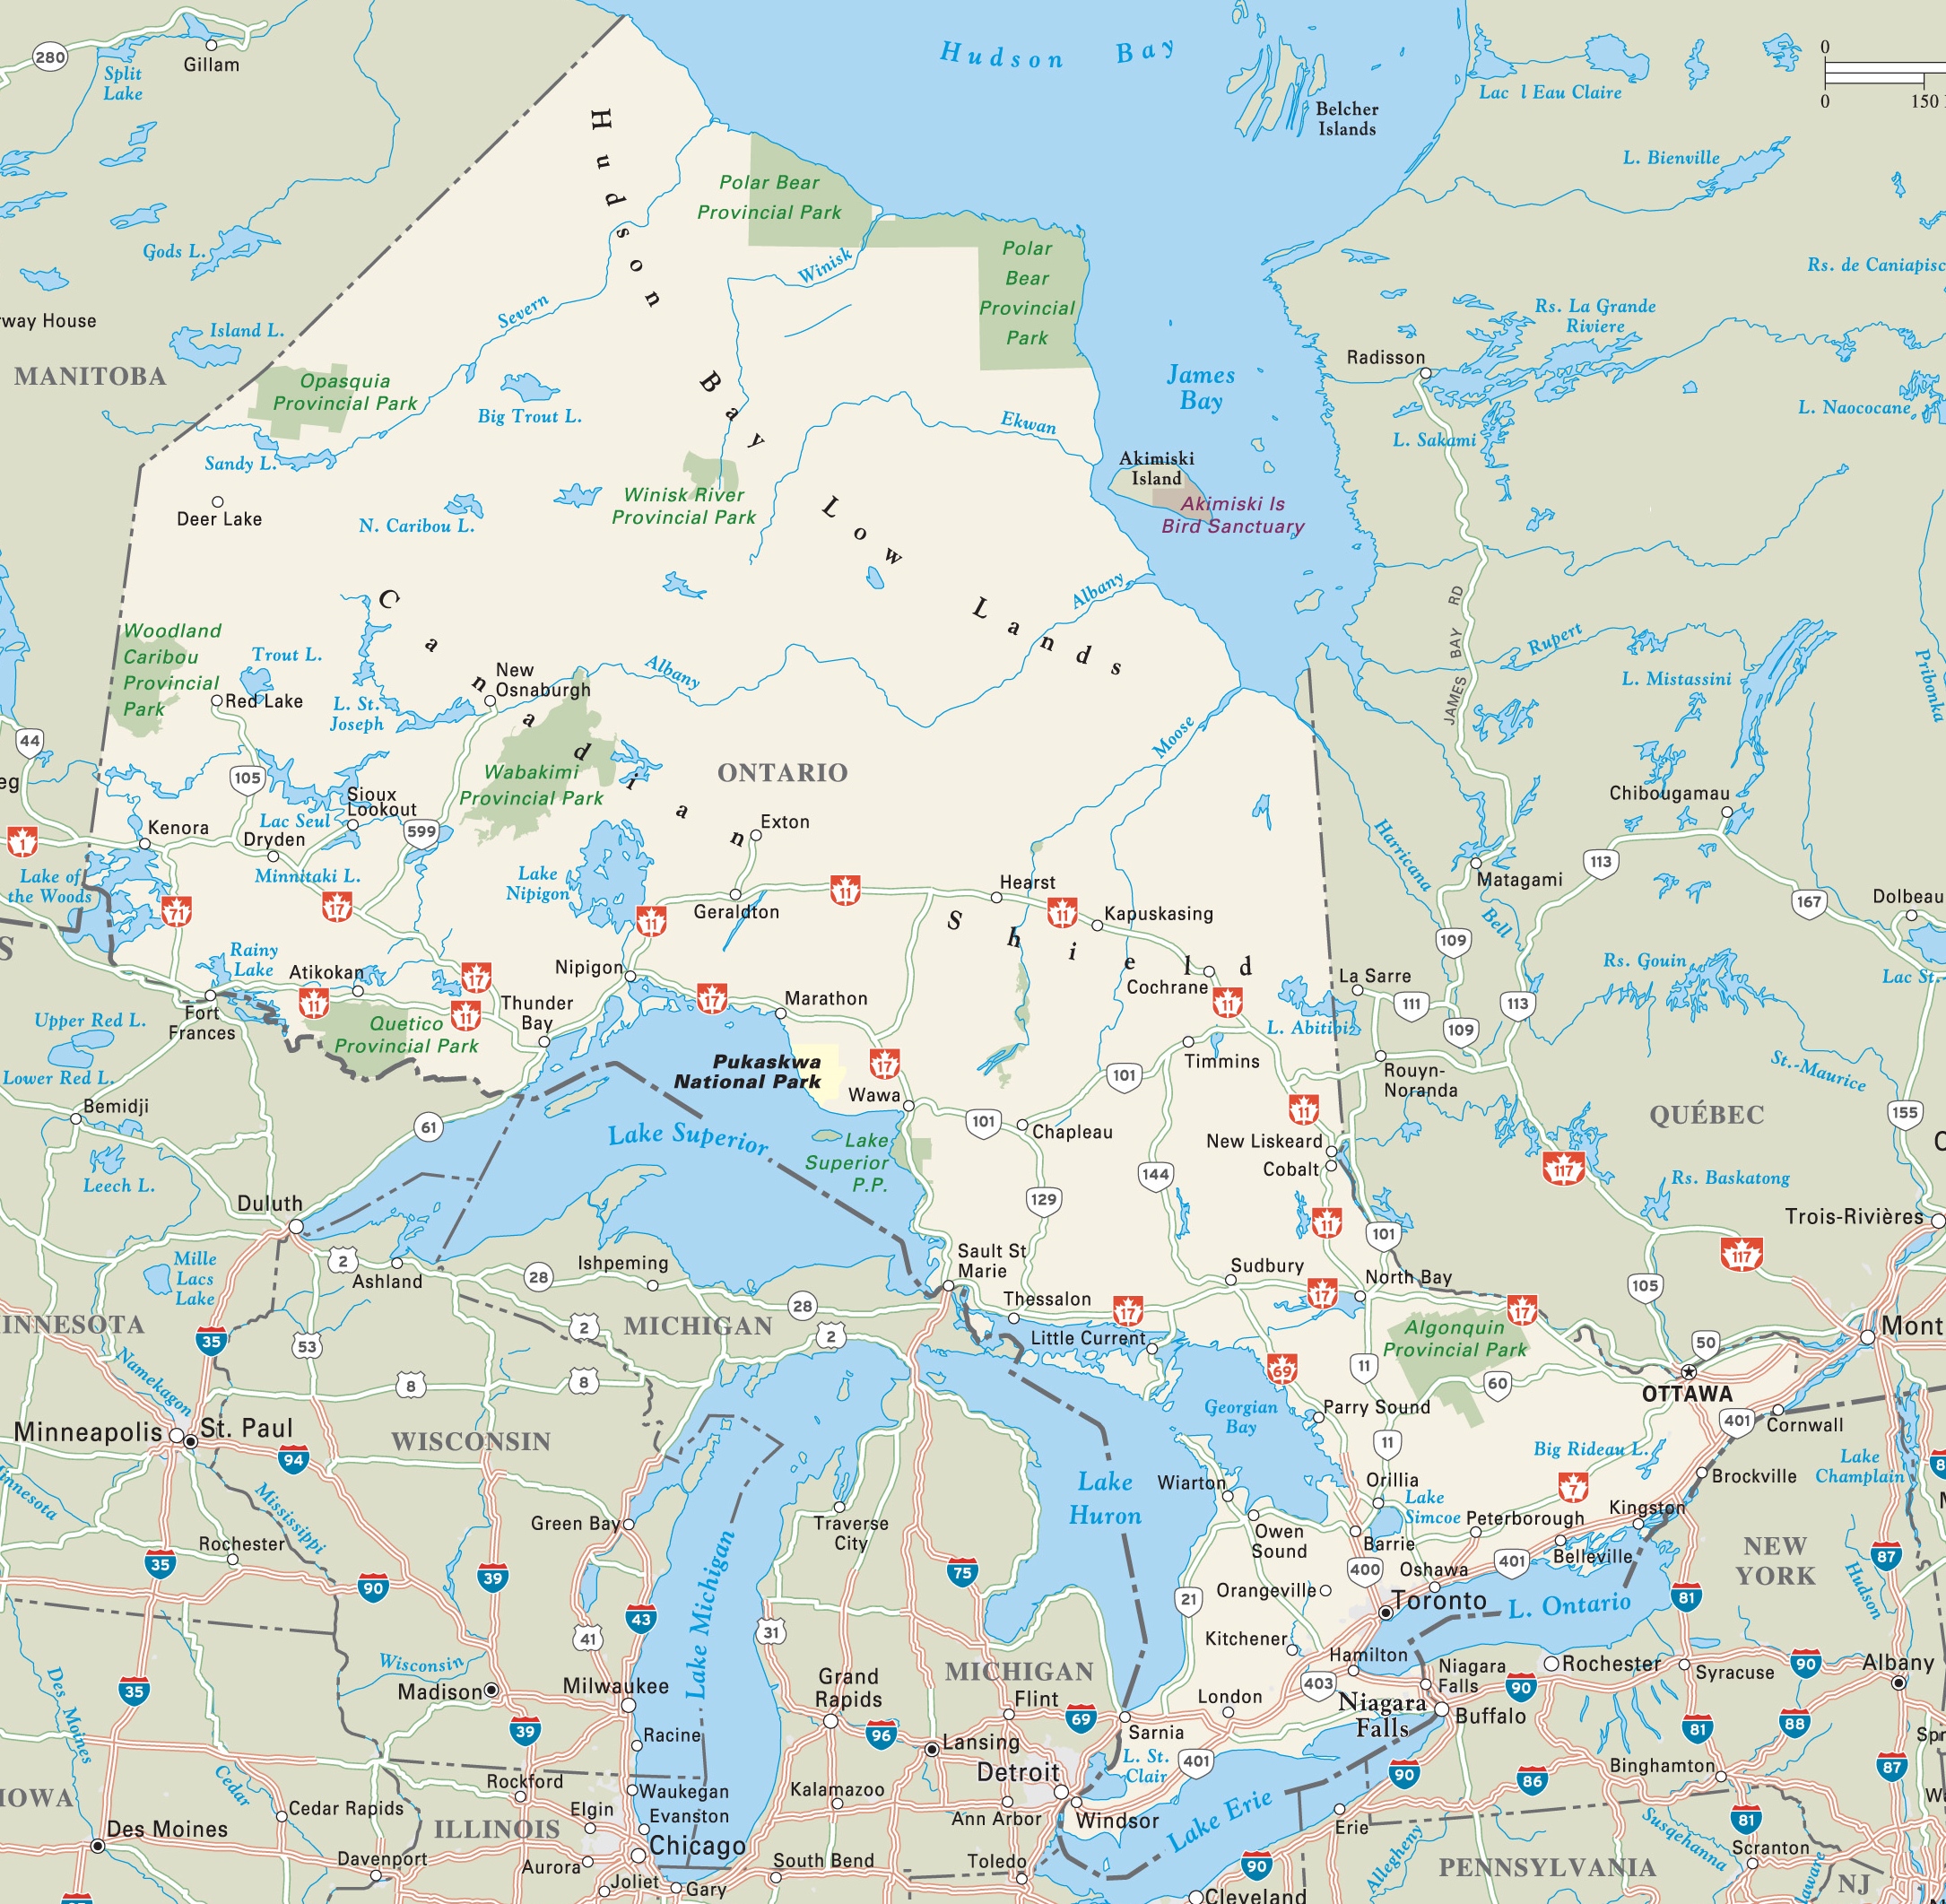 280
Gillam
Split
Lake
Hudson Bay
Belcher
Islands
Lac l Eau Claire
0
0
150
L. Bienville
Gods L.
Hudson Bay Low Lands
Polar Bear
Provincial Park
Polar
Bear
Provincial
Park
Winisk
Severn
Rs. de Caniapisc
way House
Island L.
MANITOBA
Opasquia
Provincial Park
Big Trout L.
Sandy L.
Deer Lake
N. Caribou L.
Winisk River
Provincial Park
Ekwan
James
Bay
Akimiski
Island
Akimiski Is
Bird Sanctuary
Radisson
Rs. La Grande
Riviere
L. Sakami
L. Naococane
Albany
JAMES BAY RD
Rupert
L. Mistassini
Pribonka
Canadian Shield
Woodland
Caribou
Provincial
Park
Trout L.
Red Lake
L. St.
Joseph
New
Osnaburgh
Albany
Moose
44
105
Wabakimi
Provincial Park
ONTARIO
Sioux
Lookout
Lac Seul
Exton
Chibougamau
eg
1
Kenora
Dryden
599
Minnitaki L.
Lake of
the Woods
71
17
Lake
Nipigon
11
Geraldton
11
Hearst
11
Kapuskasing
Harricana
Matagami
113
167
Dolbeau
S
Rainy
Lake
Atikokan
11
17
11
Nipigon
17
Marathon
Cochrane
11
Bell
109
La Sarre
111
113
109
Rs. Gouin
Lac St.-
Fort
Frances
Quetico
Provincial Park
Thunder
Bay
Upper Red L.
Lower Red L.
Pukaskwa
National Park
17
Wawa
101
Timmins
L. Abitibi
Rouyn-
Noranda
St.-Maurice
Bemidji
61
Lake Superior
Lake
Superior
P.P.
101
Chapleau
11
New Liskeard
Cobalt
QUÉBEC
155
117
Rs. Baskatong
Leech L.
Duluth
129
144
11
101
Trois-Rivières
117
Mille
Lacs
Lake
2
Ashland
28
Ishpeming
28
Sault St
Marie
Thessalon
17
Sudbury
17
North Bay
17
105
INNESOTA
35
53
2
MICHIGAN
2
Little Current
69
11
Algonquin
Provincial Park
60
50
Mont
OTTAWA
Namekagon
8
8
Minneapolis
St. Paul
94
WISCONSIN
Georgian
Bay
Parry Sound
11
401
Cornwall
Big Rideau L.
Lake
Champlain
8
innesota
Mississippi
Lake
Huron
Wiarton
Orillia
Lake
Simcoe
7
Brockville
Kingston
Rochester
Green Bay
Traverse
City
Owen
Sound
Barrie
Peterborough
Belleville
NEW
YORK
35
90
39
75
Orangeville
400
Oshawa
401
87
Hudson
43
41
31
Lake Michigan
21
Toronto
L. Ontario
81
Wisconsin
Des Moines
35
Madison
Milwaukee
Grand
Rapids
MICHIGAN
Flint
69
Kitchener
Hamilton
403
London
Niagara
Falls
Niagara
Falls
90
Rochester
Syracuse
90
Albany
39
Racine
96
Lansing
Sarnia
Buffalo
81
88
Spr
Cedar
Rockford
Waukegan
Kalamazoo
Detroit
L. St.
Clair
401
90
86
Binghamton
87
IOWA
Cedar Rapids
Elgin
Evanston
Ann Arbor
Windsor
Lake Erie
Erie
Allegheny
Susqehanna
81
W.
Des Moines
ILLINOIS
Chicago
Davenport
Aurora
Joliet
Gary
South Bend
Toledo
90
Cleveland
PENNSYLVANIA
Scranton
aware
NJ